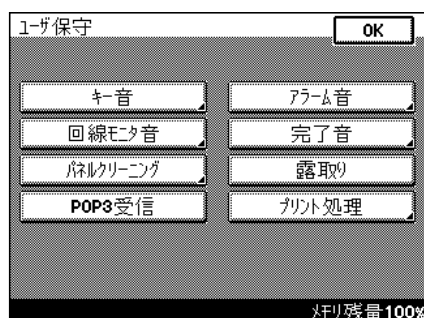 ﾕｰｻﾞ保守
OK
ｷｰ音
ｱﾗｰﾑ音
回線ﾓﾆﾀ音
完了音
ﾊﾟﾈﾙｸﾘｰﾆﾝｸﾞ
露取り
POP3受信
ﾌﾟﾘﾝﾄ処理
ﾒﾓﾘ残量100%